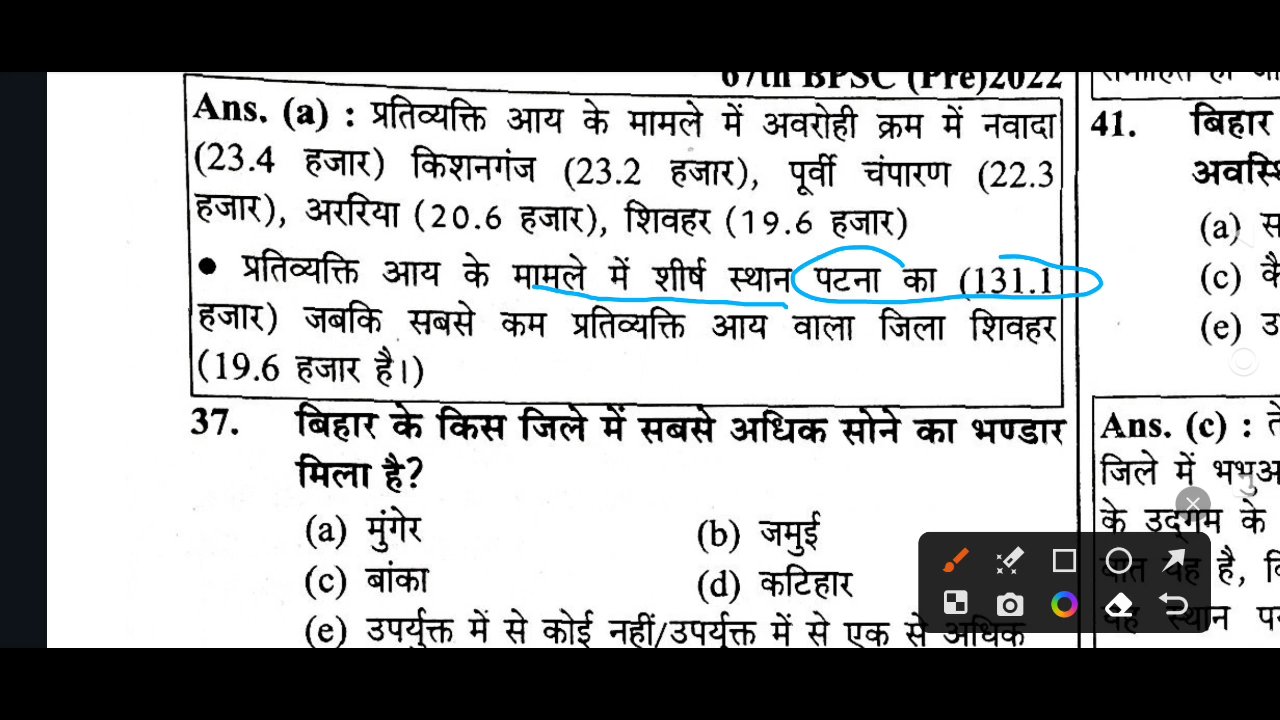 67th BPSC (Pre)2022
Ans. (a) : प्रतिव्यक्ति आय के मामले में अवरोही क्रम में नवादा
(23.4 हजार) किशनगंज (23.2 हजार), पूर्वी चंपारण (22.3
हजार), अररिया (20.6 हजार), शिवहर (19.6 हजार)
● प्रतिव्यक्ति आय के मामले में शीर्ष स्थान पटना का (131.1
हजार) जबकि सबसे कम प्रतिव्यक्ति आय वाला जिला शिवहर
(19.6 हजार है।)
37. बिहार के किस जिले में सबसे अधिक सोने का भण्डार
मिला है?
(a) मुंगेर (b) जमुई
(c) बांका (d) कटिहार
(e) उपर्युक्त में से कोई नहीं/उपर्युक्त में से एक से अधिक
41. बिहार
(a)
(c)
(e)
Ans. (c) :
जिले में भभुआ
के उद्गम के
यह स्थान